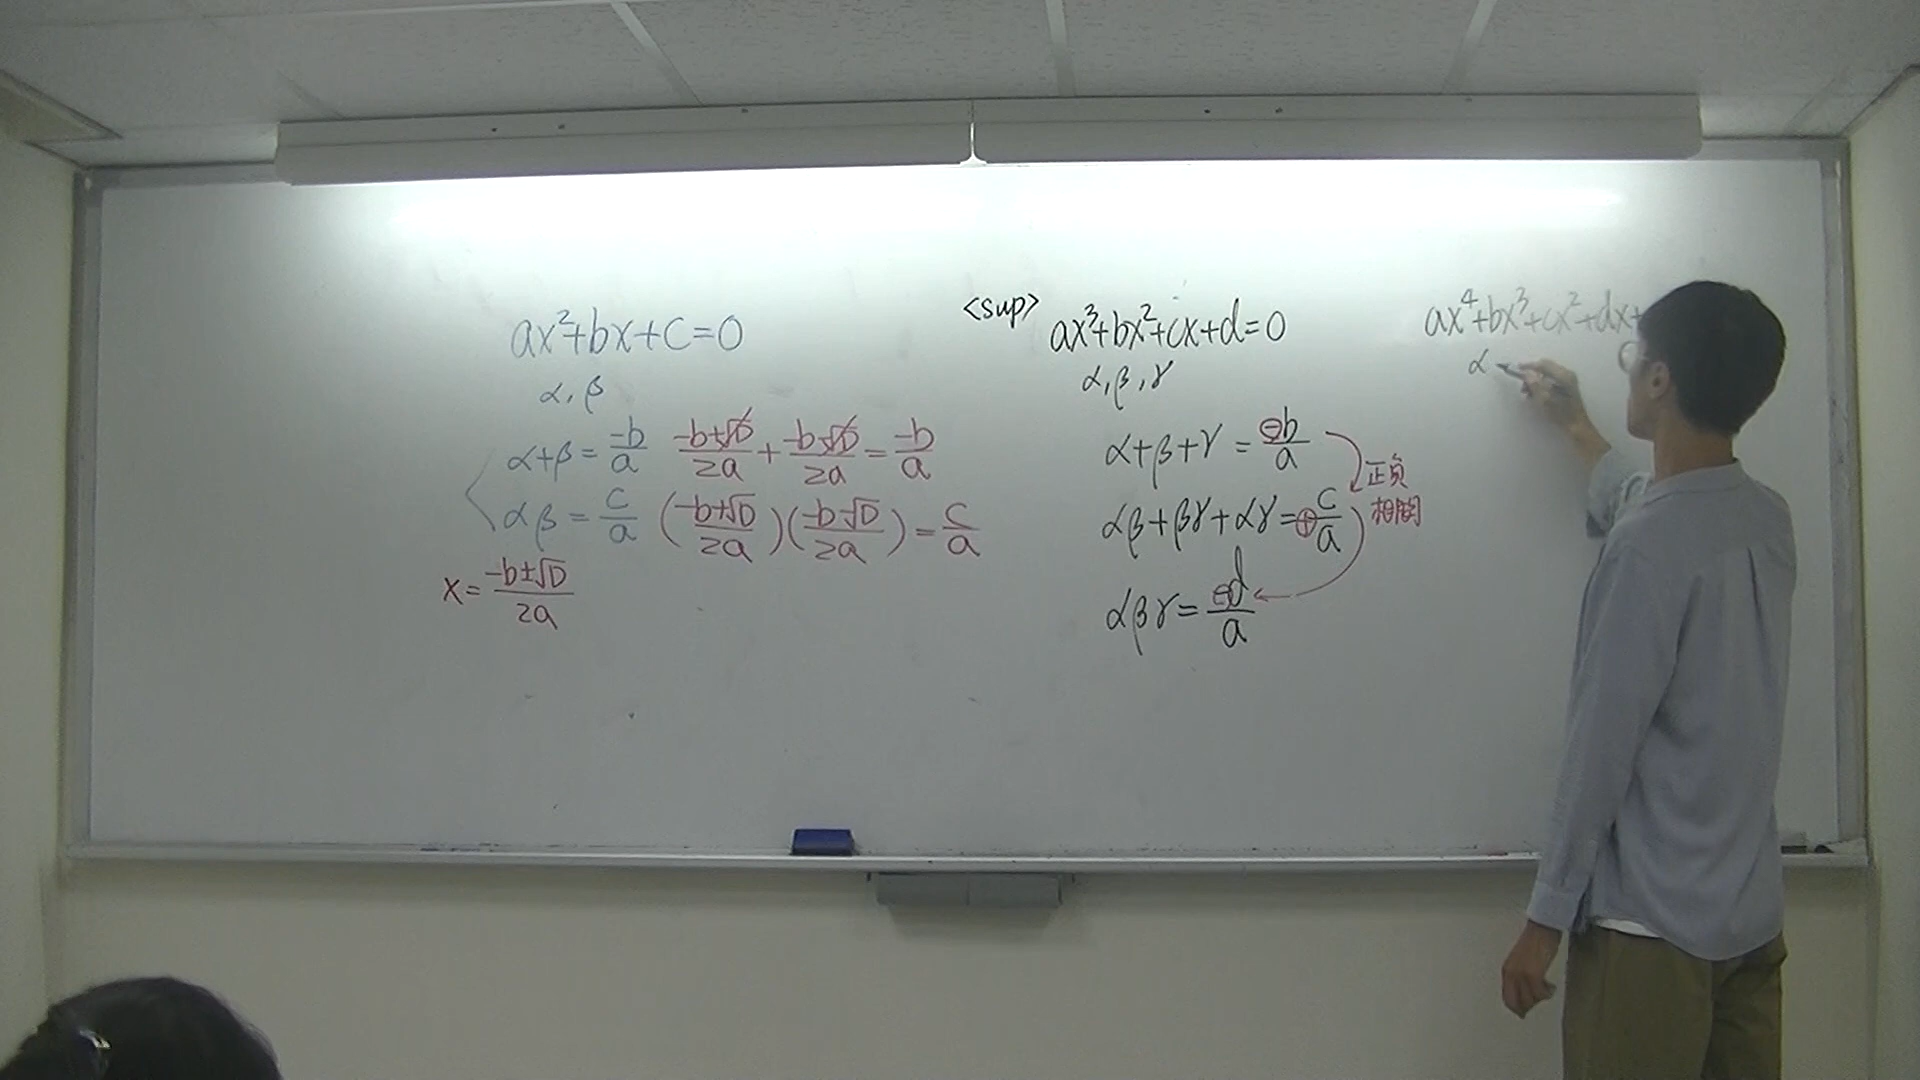 ax²+bx+c=0
α, β
α+β = -b/a  (-b+√D)/2a + (-b-√D)/2a = -b/a
αβ = c/a  ((-b+√D)/2a)((-b-√D)/2a) = c/a
x= (-b±√D)/2a
<sup> ax³+bx²+cx+d=0
α, β, γ
α+β+γ = ⊖b/a
正負
αβ+βγ+αγ=⊕c/a
相間
αβγ= ⊖d/a
ax⁴+bx³+cx²+dx+
α